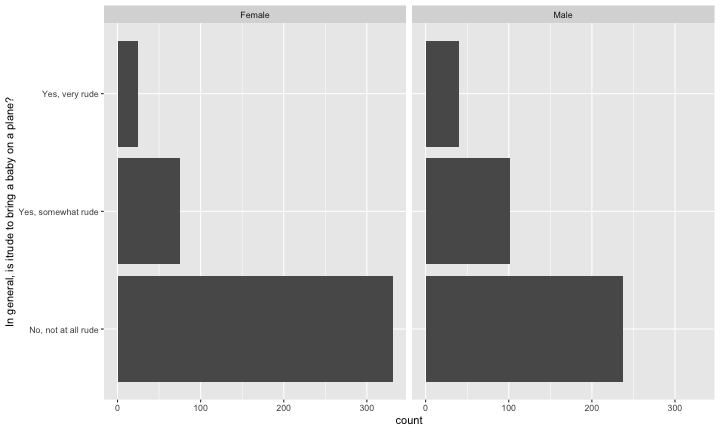 Female
Male
In general, is itrude to bring a baby on a plane?
Yes, very rude
Yes, somewhat rude
No, not at all rude
0 100 200 300
0 100 200 300
count